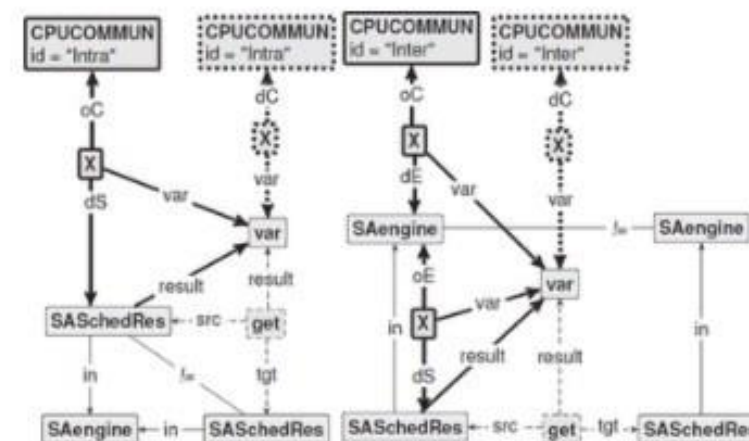 CPUCOMMUN
id = "Intra"
CPUCOMMUN
id = "Intra"
CPUCOMMUN
id = "Inter"
CPUCOMMUN
id = "Inter"
oC
dC
oC
dC
X
X
X
X
dS
var
var
dE
var
var
var
SAengine
!=
SAengine
result
result
oE
var
SASchedRes
src
get
in
X
var
result
result
in
in
!=
tgt
dS
SAengine
in
SASchedRes
SASchedRes
src
get
tgt
SASchedRes